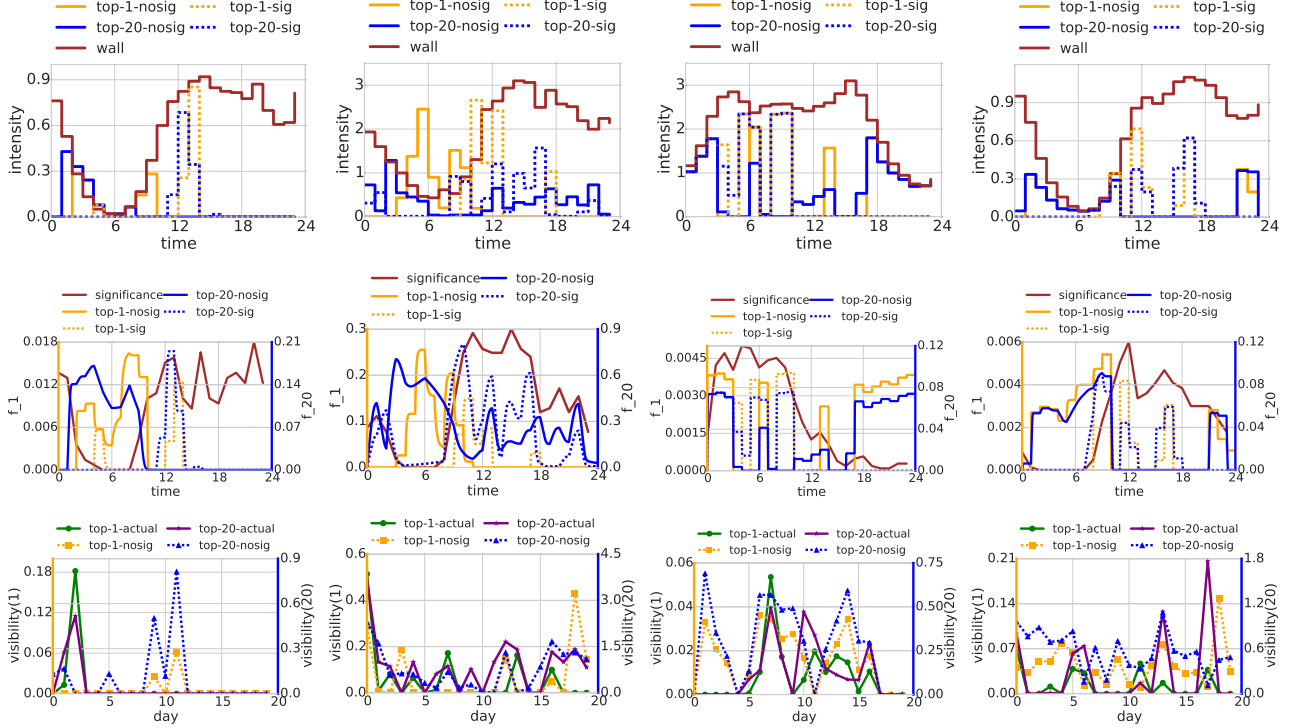 top-1-nosig top-1-sig
top-20-nosig top-20-sig
wall
0.9
0.6
0.3
0.0
intensity
0 6 12 18 24
time
top-1-nosig top-1-sig
top-20-nosig top-20-sig
wall
3
2
1
0
intensity
0 6 12 18 24
time
top-1-nosig top-1-sig
top-20-nosig top-20-sig
wall
3
2
1
0
intensity
0 6 12 18 24
time
top-1-nosig top-1-sig
top-20-nosig top-20-sig
wall
0.9
0.6
0.3
0.0
intensity
0 6 12 18 24
time
significance top-20-nosig
top-1-nosig top-20-sig
top-1-sig
0.018 0.21
0.012 0.14
0.006 0.07
0.000 0.00
f_1 f_20
0 6 12 18 24
time
significance top-20-nosig
top-1-nosig top-20-sig
top-1-sig
0.3 0.9
0.2 0.6
0.1 0.3
0.0 0.0
f_1 f_20
0 6 12 18 24
time
significance top-20-nosig
top-1-nosig top-20-sig
top-1-sig
0.12
0.0045 0.08
0.0030
0.0015 0.04
0.0000 0.00
f_1 f_20
0 6 12 18 24
time
significance top-20-nosig
top-1-nosig top-20-sig
top-1-sig
0.006 0.12
0.004 0.08
0.002 0.04
0.000 0.00
f_1 f_20
0 6 12 18 24
time
top-1-actual top-20-actual
top-1-nosig top-20-nosig
0.18 0.9
0.12 0.6
0.06 0.3
0.00 0.0
visibility(1) visibility(20)
0 5 10 15 20
day
top-1-actual top-20-actual
top-1-nosig top-20-nosig
0.6 4.5
0.4 3.0
0.2 1.5
0.0 0.0
visibility(1) visibility(20)
0 5 10 15 20
day
top-1-actual top-20-actual
top-1-nosig top-20-nosig
0.06 0.75
0.04 0.50
0.02 0.25
0.00 0.00
visibility(1) visibility(20)
0 5 10 15 20
day
top-1-actual top-20-actual
top-1-nosig top-20-nosig
0.21 1.8
0.14 1.2
0.07 0.6
0.00 0.0
visibility(1) visibility(20)
0 5 10 15 20
day